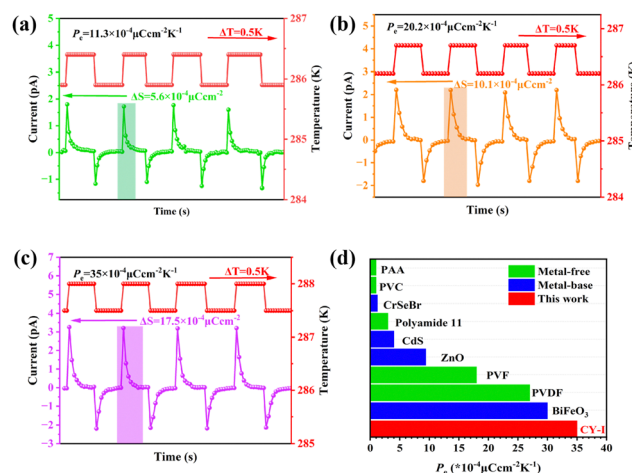 (a)
Pe=11.3×10⁻⁴μCcm⁻²K⁻¹
ΔT=0.5K
ΔS=5.6×10⁻⁴μCcm⁻²
5
4
3
2
1
0
-1
287
286
285
284
Current (pA)
Temperature (K)
Time (s)
(b)
Pe=20.2×10⁻⁴μCcm⁻²K⁻¹
ΔT=0.5K
ΔS=10.1×10⁻⁴μCcm⁻²
5
4
3
2
1
0
-1
-2
287
286
285
284
Current (pA)
Temperature (K)
Time (s)
(c)
Pe=35×10⁻⁴μCcm⁻²K⁻¹
ΔT=0.5K
ΔS=17.5×10⁻⁴μCcm⁻²
7
6
5
4
3
2
1
0
-1
-2
-3
288
287
286
285
Current (pA)
Temperature (K)
Time (s)
(d)
Metal-free
Metal-base
This work
PAA
PVC
CrSeBr
Polyamide 11
CdS
ZnO
PVF
PVDF
BiFeO₃
CY-I
0 5 10 15 20 25 30 35 40
Pe (*10⁻⁴μCcm⁻²K⁻¹)